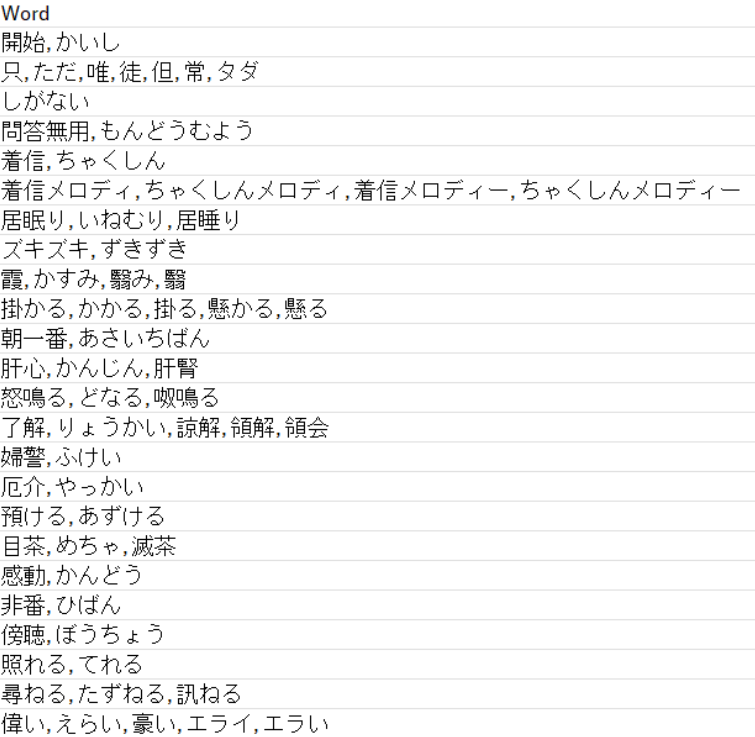 Word
開始,かいし
只,ただ,唯,徒,但,常,タダ
しがない
問答無用,もんどうむよう
着信,ちゃくしん
着信メロディ,ちゃくしんメロディ,着信メロディー,ちゃくしんメロディー
居眠り,いねむり,居睡り
ズキズキ,ずきずき
霞,かすみ,翳み,翳
掛かる,かかる,掛る,懸かる,懸る
朝一番,あさいちばん
肝心,かんじん,肝腎
怒鳴る,どなる,呶鳴る
了解,りょうかい,諒解,領解,領会
婦警,ふけい
厄介,やっかい
預ける,あずける
目茶,めちゃ,滅茶
感動,かんどう
非番,ひばん
傍聴,ぼうちょう
照れる,てれる
尋ねる,たずねる,訊ねる
偉い,えらい,豪い,エライ,エラい